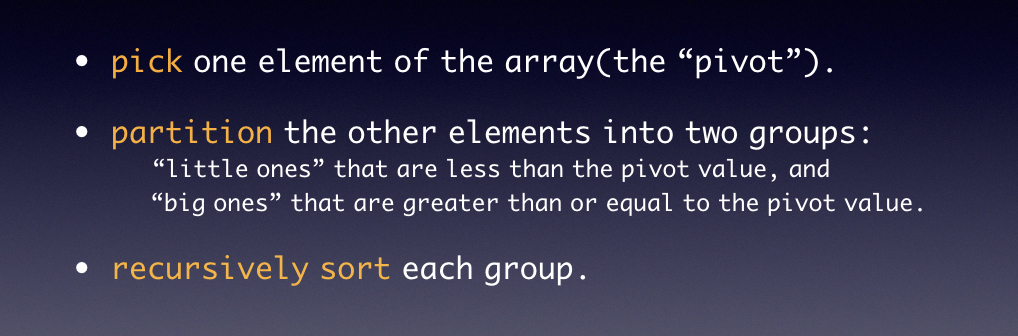 • pick one element of the array(the “pivot”).
• partition the other elements into two groups:
“little ones” that are less than the pivot value, and
“big ones” that are greater than or equal to the pivot value.
• recursively sort each group.